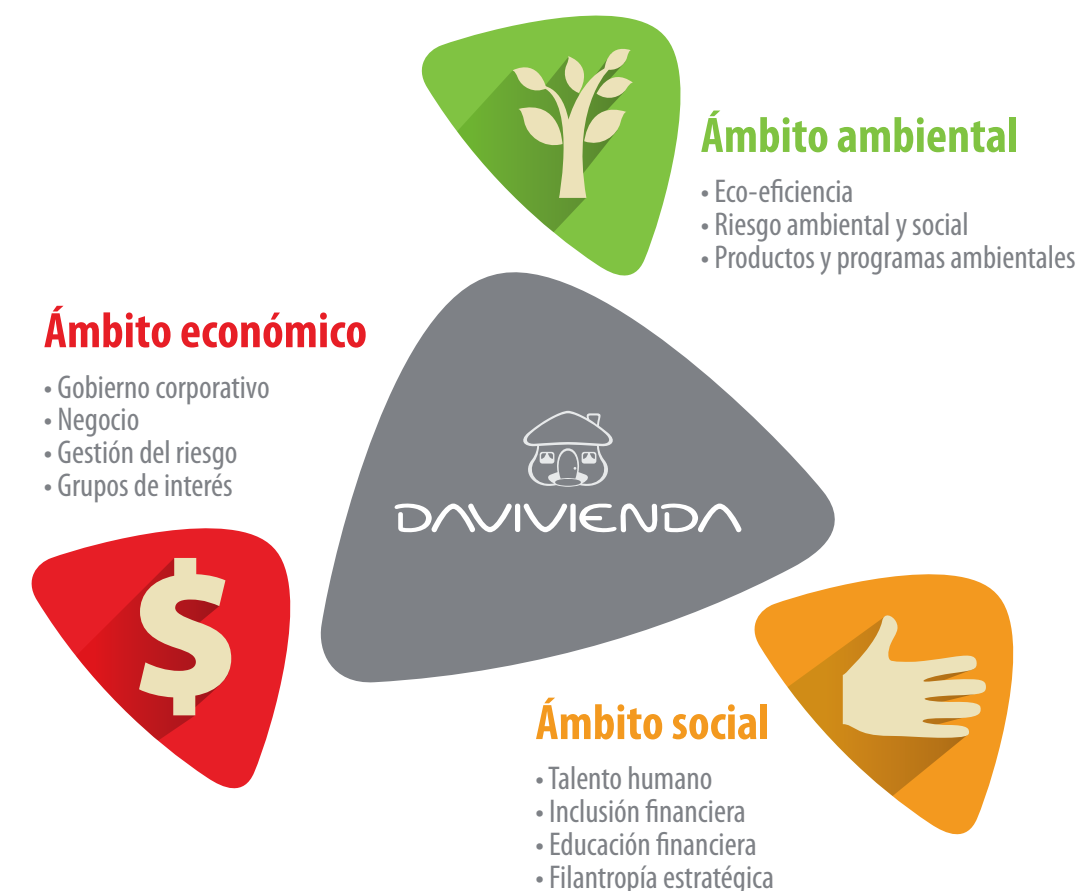 Ámbito ambiental
• Eco-eficiencia
• Riesgo ambiental y social
• Productos y programas ambientales
Ámbito económico
• Gobierno corporativo
• Negocio
• Gestión del riesgo
• Grupos de interés
DAVIVIENDA
$
Ámbito social
• Talento humano
• Inclusión financiera
• Educación financiera
• Filantropía estratégica